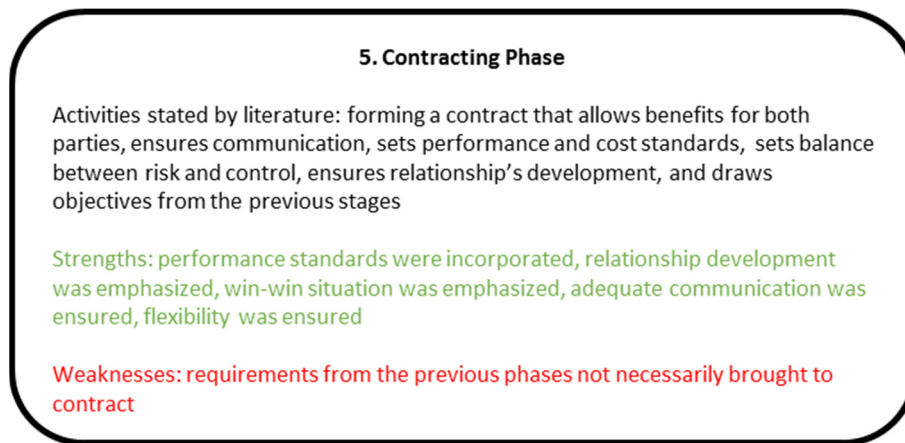 5. Contracting Phase
Activities stated by literature: forming a contract that allows benefits for both
parties, ensures communication, sets performance and cost standards, sets balance
between risk and control, ensures relationship's development, and draws
objectives from the previous stages
Strengths: performance standards were incorporated, relationship development
was emphasized, win-win situation was emphasized, adequate communication was
ensured, flexibility was ensured
Weaknesses: requirements from the previous phases not necessarily brought to
contract